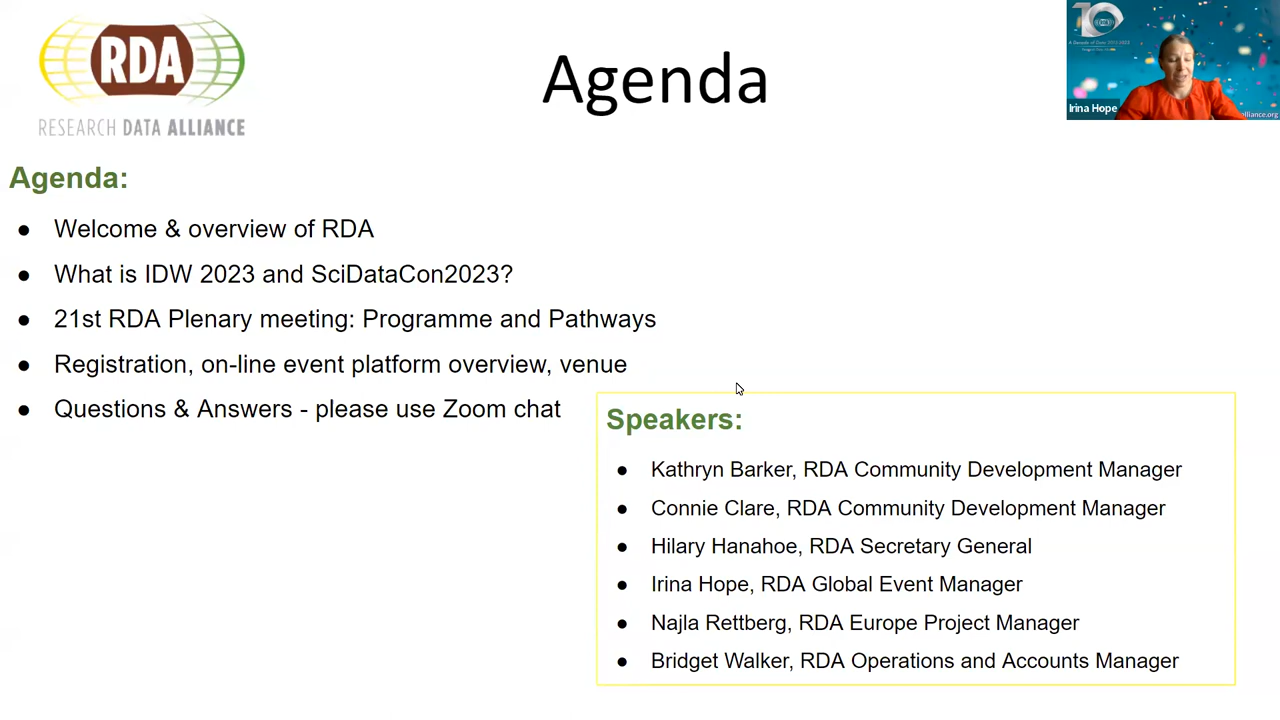 RDA
RESEARCH DATA ALLIANCE
Agenda
10
Irina Hope
alliance.org
Agenda:
● Welcome & overview of RDA
● What is IDW 2023 and SciDataCon2023?
● 21st RDA Plenary meeting: Programme and Pathways
● Registration, on-line event platform overview, venue
● Questions & Answers - please use Zoom chat
Speakers:
● Kathryn Barker, RDA Community Development Manager
● Connie Clare, RDA Community Development Manager
● Hilary Hanahoe, RDA Secretary General
● Irina Hope, RDA Global Event Manager
● Najla Rettberg, RDA Europe Project Manager
● Bridget Walker, RDA Operations and Accounts Manager